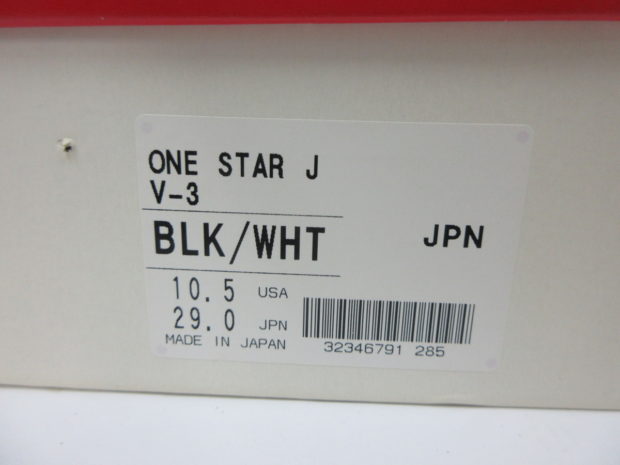 ONE STAR J
V-3
BLK/WHT
JPN
10.5 USA
29.0 JPN
MADE IN JAPAN
32346791 285